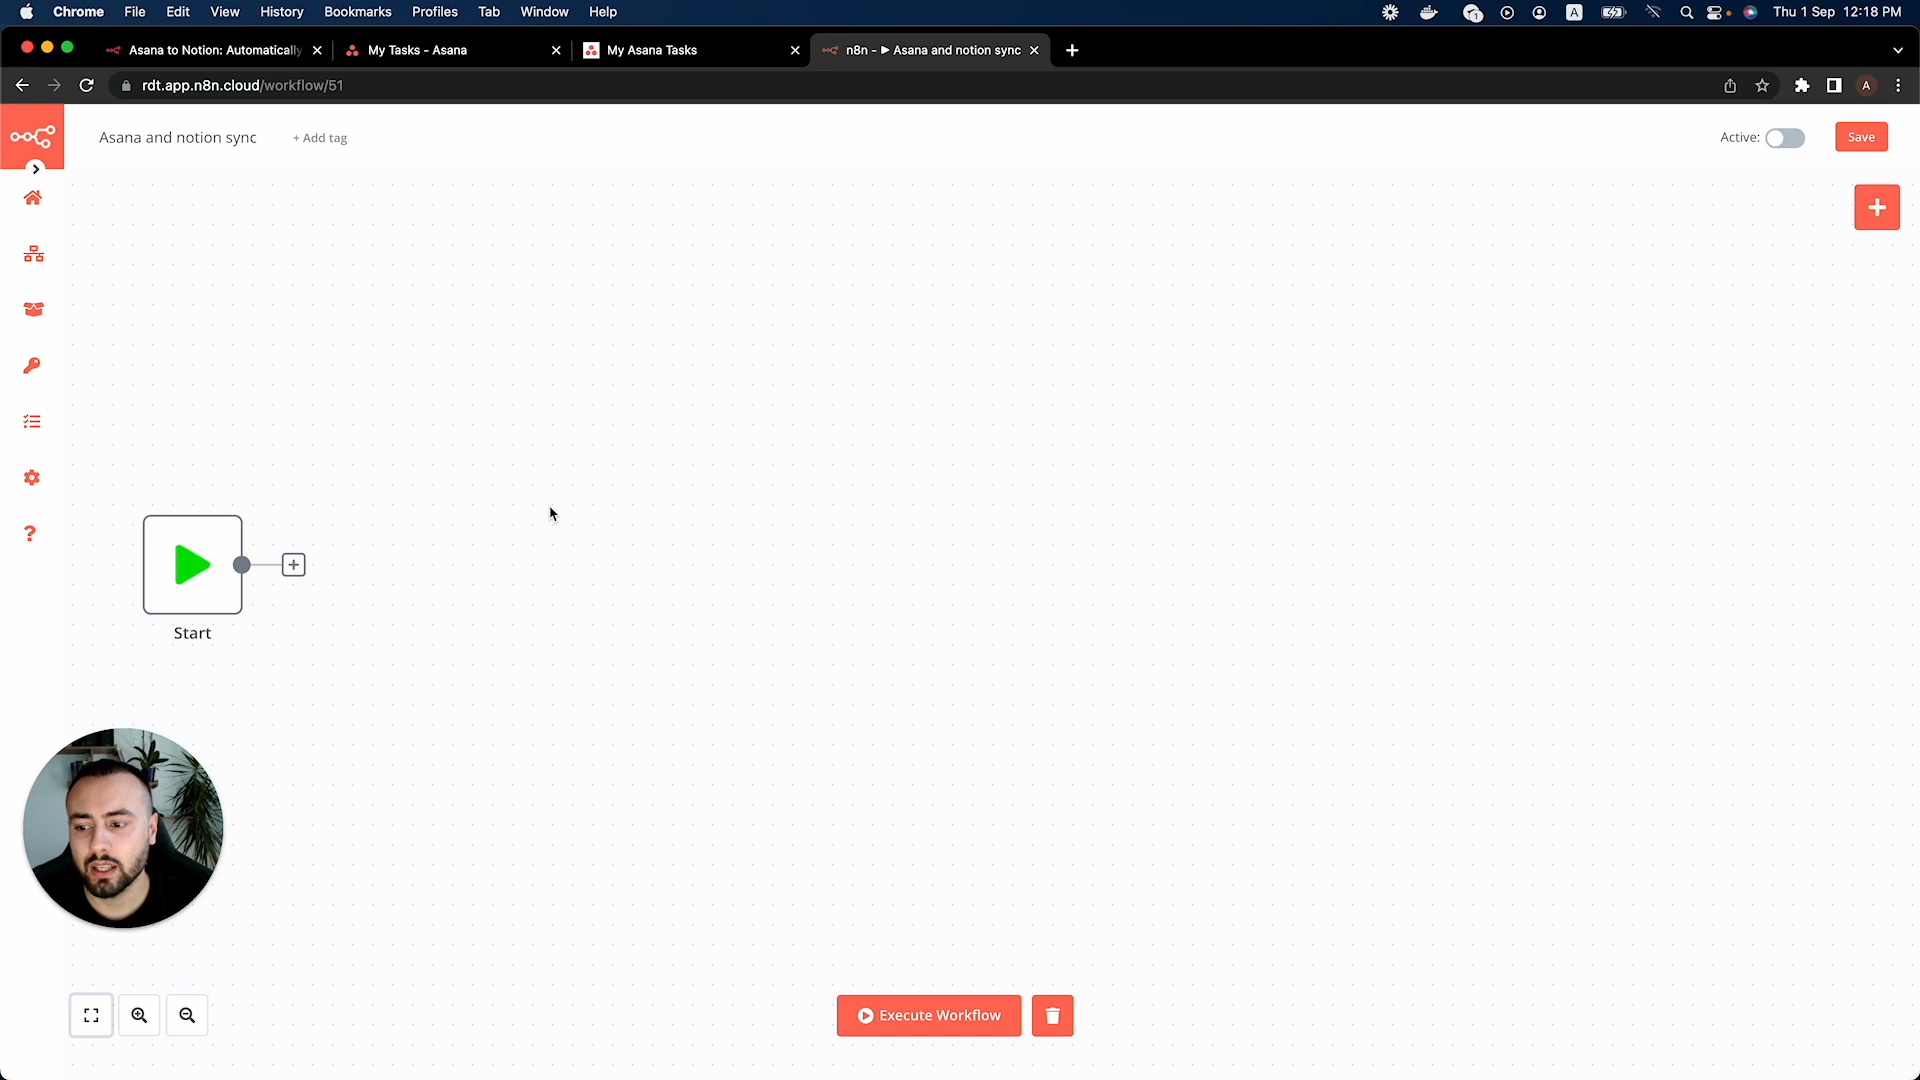 Chrome File Edit View History Bookmarks Profiles Tab Window Help
1 A Thu 1 Sep 12:18 PM
Asana to Notion: Automatically
My Tasks - Asana
My Asana Tasks
n8n - ▶ Asana and notion sync
rdt.app.n8n.cloud/workflow/51
A
Asana and notion sync
+ Add tag
Active:
Save
Start
Execute Workflow